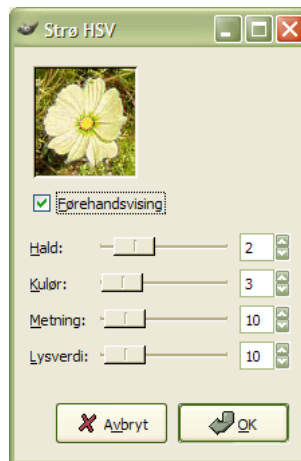 Strø HSV
Førehandsvising
Hald: 2
Kulør: 3
Metning: 10
Lysverdi: 10
Avbryt OK